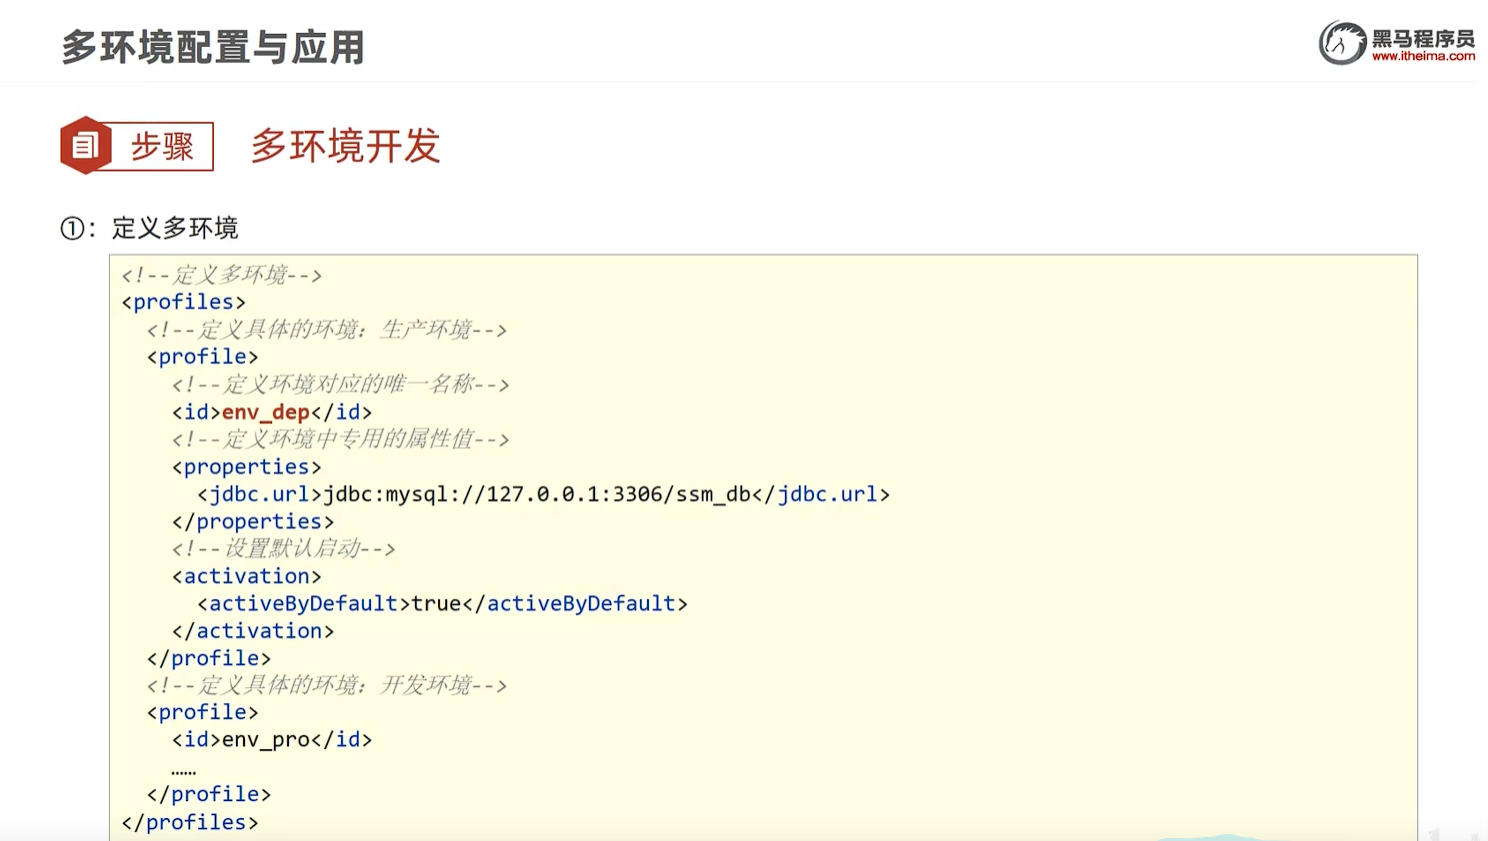 多环境配置与应用
黑马程序员
www.itheima.com
步骤
多环境开发
①：定义多环境
<!--定义多环境-->
<profiles>
<!--定义具体的环境：生产环境-->
<profile>
<!--定义环境对应的唯一名称-->
<id>env_dep</id>
<!--定义环境中专用的属性值-->
<properties>
<jdbc.url>jdbc:mysql://127.0.0.1:3306/ssm_db</jdbc.url>
</properties>
<!--设置默认启动-->
<activation>
<activeByDefault>true</activeByDefault>
</activation>
</profile>
<!--定义具体的环境：开发环境-->
<profile>
<id>env_pro</id>
……
</profile>
</profiles>